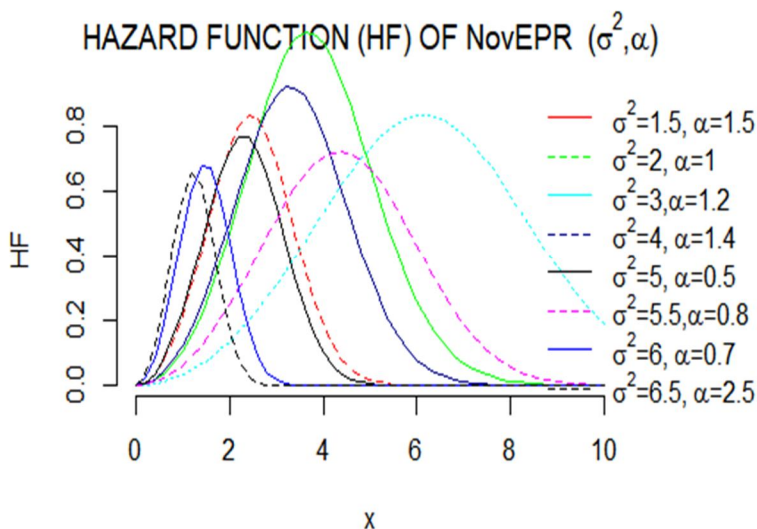 HAZARD FUNCTION (HF) OF NovEPR (σ²,α)
HF
0.8
0.6
0.4
0.2
0.0
0 2 4 6 8 10
x
σ²=1.5, α=1.5
σ²=2, α=1
σ²=3,α=1.2
σ²=4, α=1.4
σ²=5, α=0.5
σ²=5.5,α=0.8
σ²=6, α=0.7
σ²=6.5, α=2.5